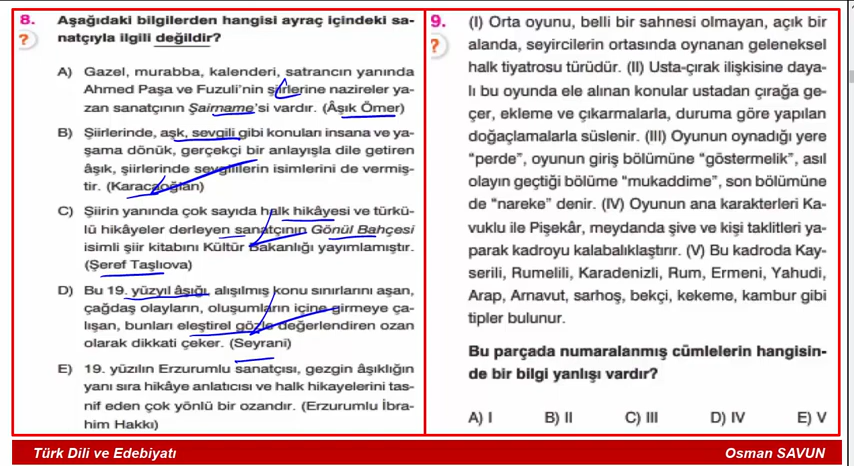 8. Aşağıdaki bilgilerden hangisi ayraç içindeki sa-
natçıyla ilgili değildir?
?
A) Gazel, murabba, kalenderi, satrancın yanında
Ahmed Paşa ve Fuzuli'nin şiirlerine nazireler ya-
zan sanatçının Şairname'si vardır. (Âşık Ömer)
B) Şiirlerinde, aşk, sevgili gibi konuları insana ve ya-
şama dönük, gerçekçi bir anlayışla dile getiren
âşık, şiirlerinde sevgililerin isimlerini de vermiş-
tir. (Karacaoğlan)
C) Şiirin yanında çok sayıda halk hikâyesi ve türkü-
lü hikâyeler derleyen sanatçının Gönül Bahçesi
isimli şiir kitabını Kültür Bakanlığı yayımlamıştır.
(Şeref Taşlıova)
D) Bu 19. yüzyıl âşığı, alışılmış konu sınırlarını aşan,
çağdaş olayların, oluşumların içine girmeye ça-
lışan, bunları eleştirel gözle değerlendiren ozan
olarak dikkati çeker. (Seyrani)
E) 19. yüzılın Erzurumlu sanatçısı, gezgin âşıklığın
yanı sıra hikâye anlatıcısı ve halk hikayelerini tas-
nif eden çok yönlü bir ozandır. (Erzurumlu İbra-
him Hakkı)
9. (I) Orta oyunu, belli bir sahnesi olmayan, açık bir
? alanda, seyircilerin ortasında oynanan geleneksel
halk tiyatrosu türüdür. (II) Usta-çırak ilişkisine daya-
lı bu oyunda ele alınan konular ustadan çırağa ge-
çer, ekleme ve çıkarmalarla, duruma göre yapılan
doğaçlamalarla süslenir. (III) Oyunun oynadığı yere
"perde", oyunun giriş bölümüne "göstermelik", asıl
olayın geçtiği bölüme "mukaddime", son bölümüne
de "nareke" denir. (IV) Oyunun ana karakterleri Ka-
vuklu ile Pişekâr, meydanda şive ve kişi taklitleri ya-
parak kadroyu kalabalıklaştırır. (V) Bu kadroda Kay-
serili, Rumelili, Karadenizli, Rum, Ermeni, Yahudi,
Arap, Arnavut, sarhoş, bekçi, kekeme, kambur gibi
tipler bulunur.
Bu parçada numaralanmış cümlelerin hangisin-
de bir bilgi yanlışı vardır?
A) I B) II C) III D) IV E) V
Türk Dili ve Edebiyatı Osman SAVUN